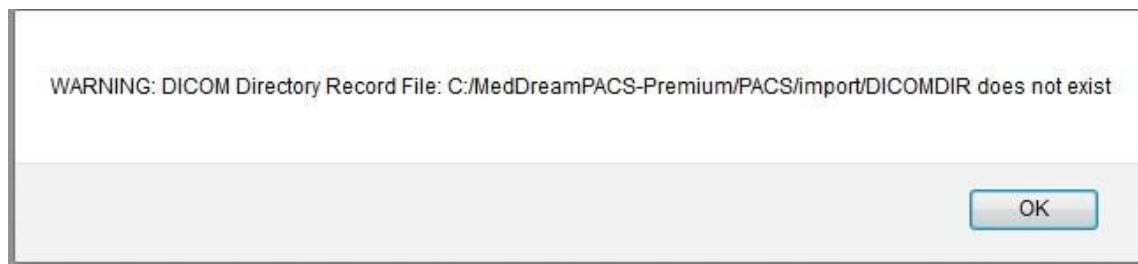 WARNING: DICOM Directory Record File: C:/MedDreamPACS-Premium/PACS/import/DICOMDIR does not exist
OK